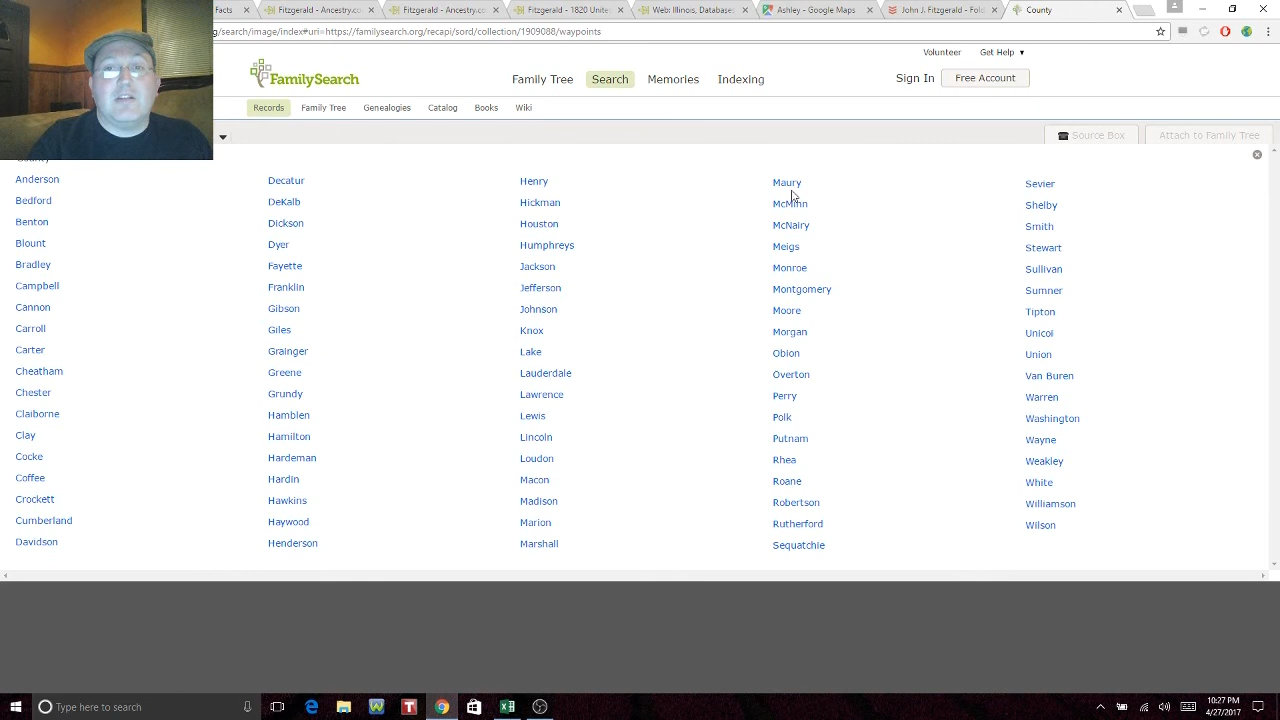 Facts
Fitzgerald - Ancestry.co
Fitzgerald - Ancestry.co
Fitzgerald - 1820 Unite
Web: Illinois, Databas
Ashley - Google Maps
John J. Fitzgerald - Fold
County
g/search/image/index#uri=https://familysearch.org/recapi/sord/collection/1909088/waypoints
Volunteer Get Help
FamilySearch
Family Tree Search Memories Indexing Sign In Free Account
Records Family Tree Genealogies Catalog Books Wiki
Source Box Attach to Family Tree
County
Anderson
Bedford
Benton
Blount
Bradley
Campbell
Cannon
Carroll
Carter
Cheatham
Chester
Claiborne
Clay
Cocke
Coffee
Crockett
Cumberland
Davidson
Decatur
DeKalb
Dickson
Dyer
Fayette
Franklin
Gibson
Giles
Grainger
Greene
Grundy
Hamblen
Hamilton
Hardeman
Hardin
Hawkins
Haywood
Henderson
Henry
Hickman
Houston
Humphreys
Jackson
Jefferson
Johnson
Knox
Lake
Lauderdale
Lawrence
Lewis
Lincoln
Loudon
Macon
Madison
Marion
Marshall
Maury
McMinn
McNairy
Meigs
Monroe
Montgomery
Moore
Morgan
Obion
Overton
Perry
Polk
Putnam
Rhea
Roane
Robertson
Rutherford
Sequatchie
Sevier
Shelby
Smith
Stewart
Sullivan
Sumner
Tipton
Unicoi
Union
Van Buren
Warren
Washington
Wayne
Weakley
White
Williamson
Wilson
Type here to search
10:27 PM
4/27/2017